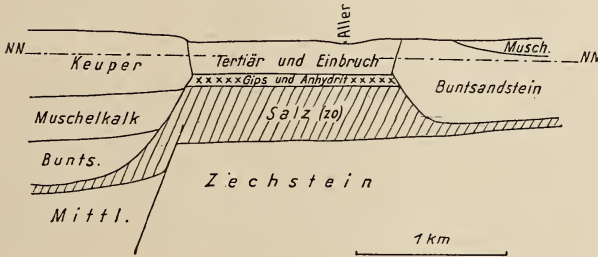 Aller
NN
NN
Musch.
Keuper
Tertiär und Einbruch
xxxxxGips und Anhydritxxxx
Buntsandstein
Muschelkalk
Salz (zo)
Bunts.
Zechstein
Mittl.
1 km